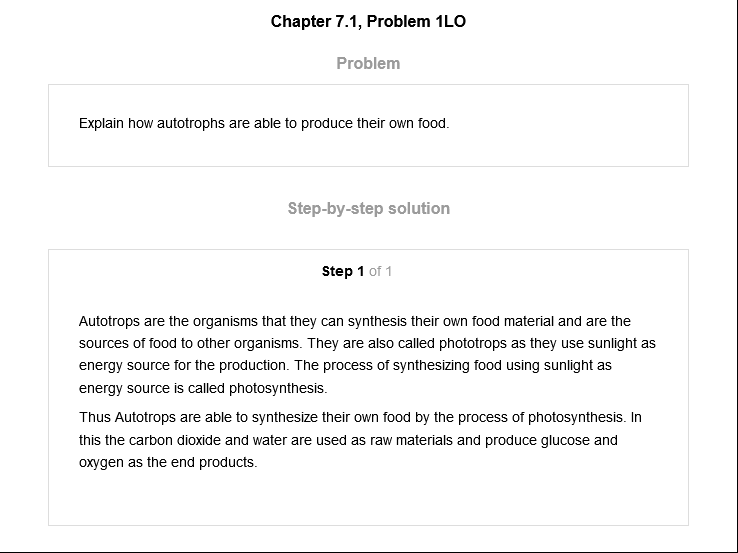 Chapter 7.1, Problem 1LO
Problem
Explain how autotrophs are able to produce their own food.
Step-by-step solution
Step 1 of 1
Autotrops are the organisms that they can synthesis their own food material and are the
sources of food to other organisms. They are also called phototrops as they use sunlight as
energy source for the production. The process of synthesizing food using sunlight as
energy source is called photosynthesis.
Thus Autotrops are able to synthesize their own food by the process of photosynthesis. In
this the carbon dioxide and water are used as raw materials and produce glucose and
oxygen as the end products.